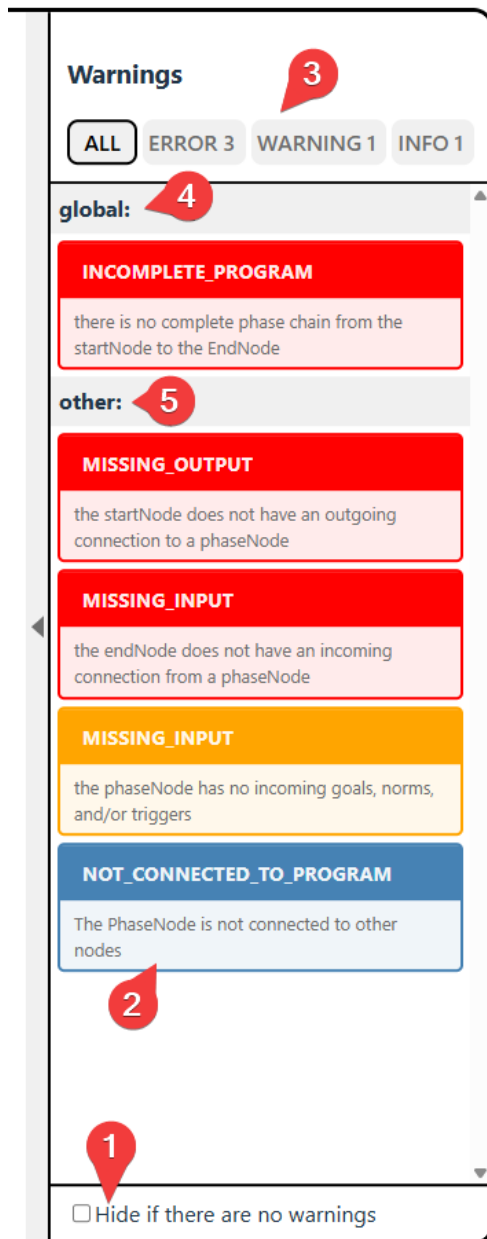 Warnings
3
ALL ERROR 3 WARNING 1 INFO 1
global:
4
INCOMPLETE_PROGRAM
there is no complete phase chain from the
startNode to the EndNode
other:
5
MISSING_OUTPUT
the startNode does not have an outgoing
connection to a phaseNode
MISSING_INPUT
the endNode does not have an incoming
connection from a phaseNode
MISSING_INPUT
the phaseNode has no incoming goals, norms,
and/or triggers
NOT_CONNECTED_TO_PROGRAM
The PhaseNode is not connected to other
nodes
2
1
Hide if there are no warnings